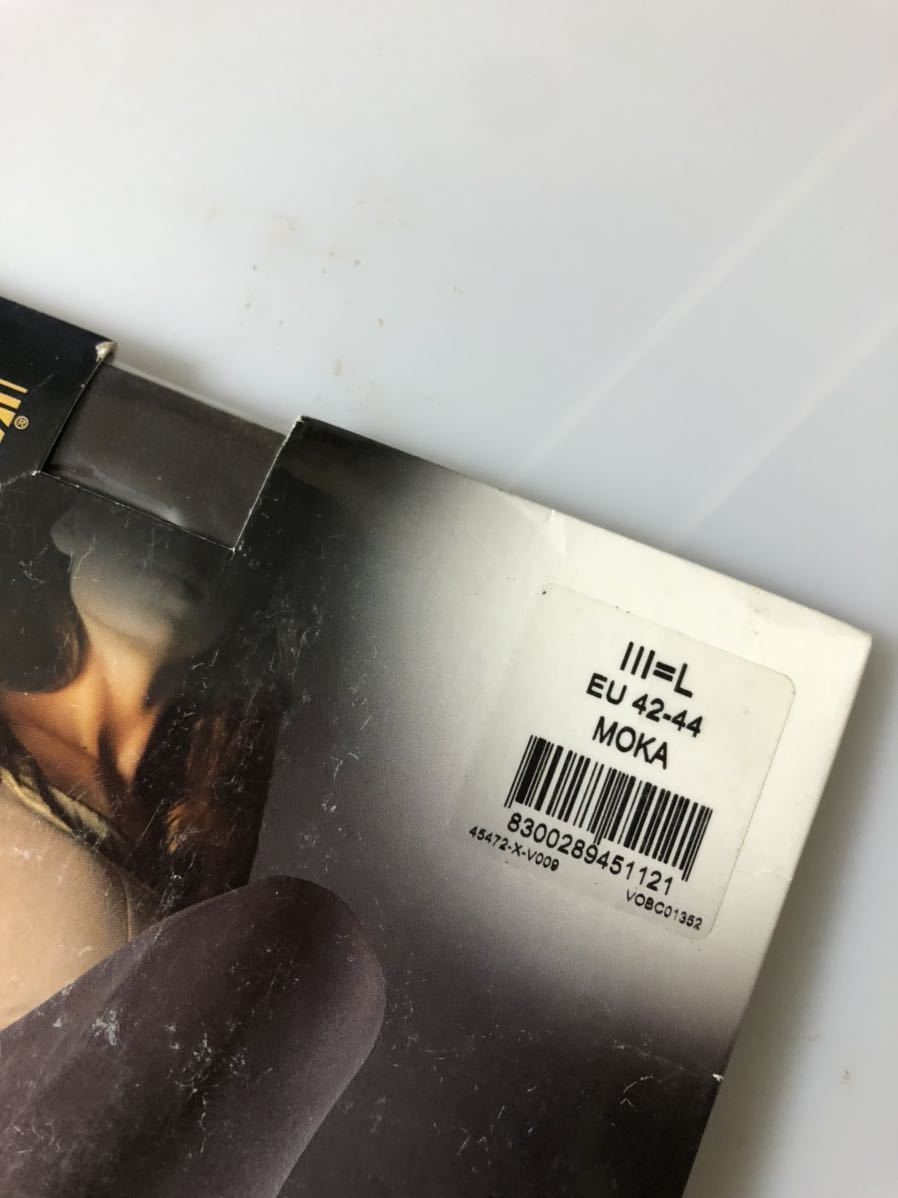 III=L
EU 42-44
MOKA
8300289451121
45472-X-V009
VOBC01352
®